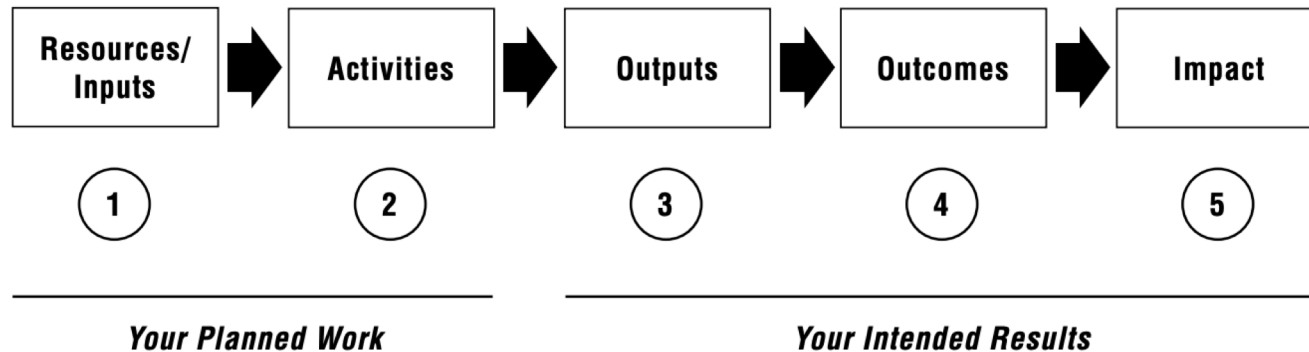 Resources/
Inputs
Activities
Outputs
Outcomes
Impact
1
2
3
4
5
Your Planned Work
Your Intended Results